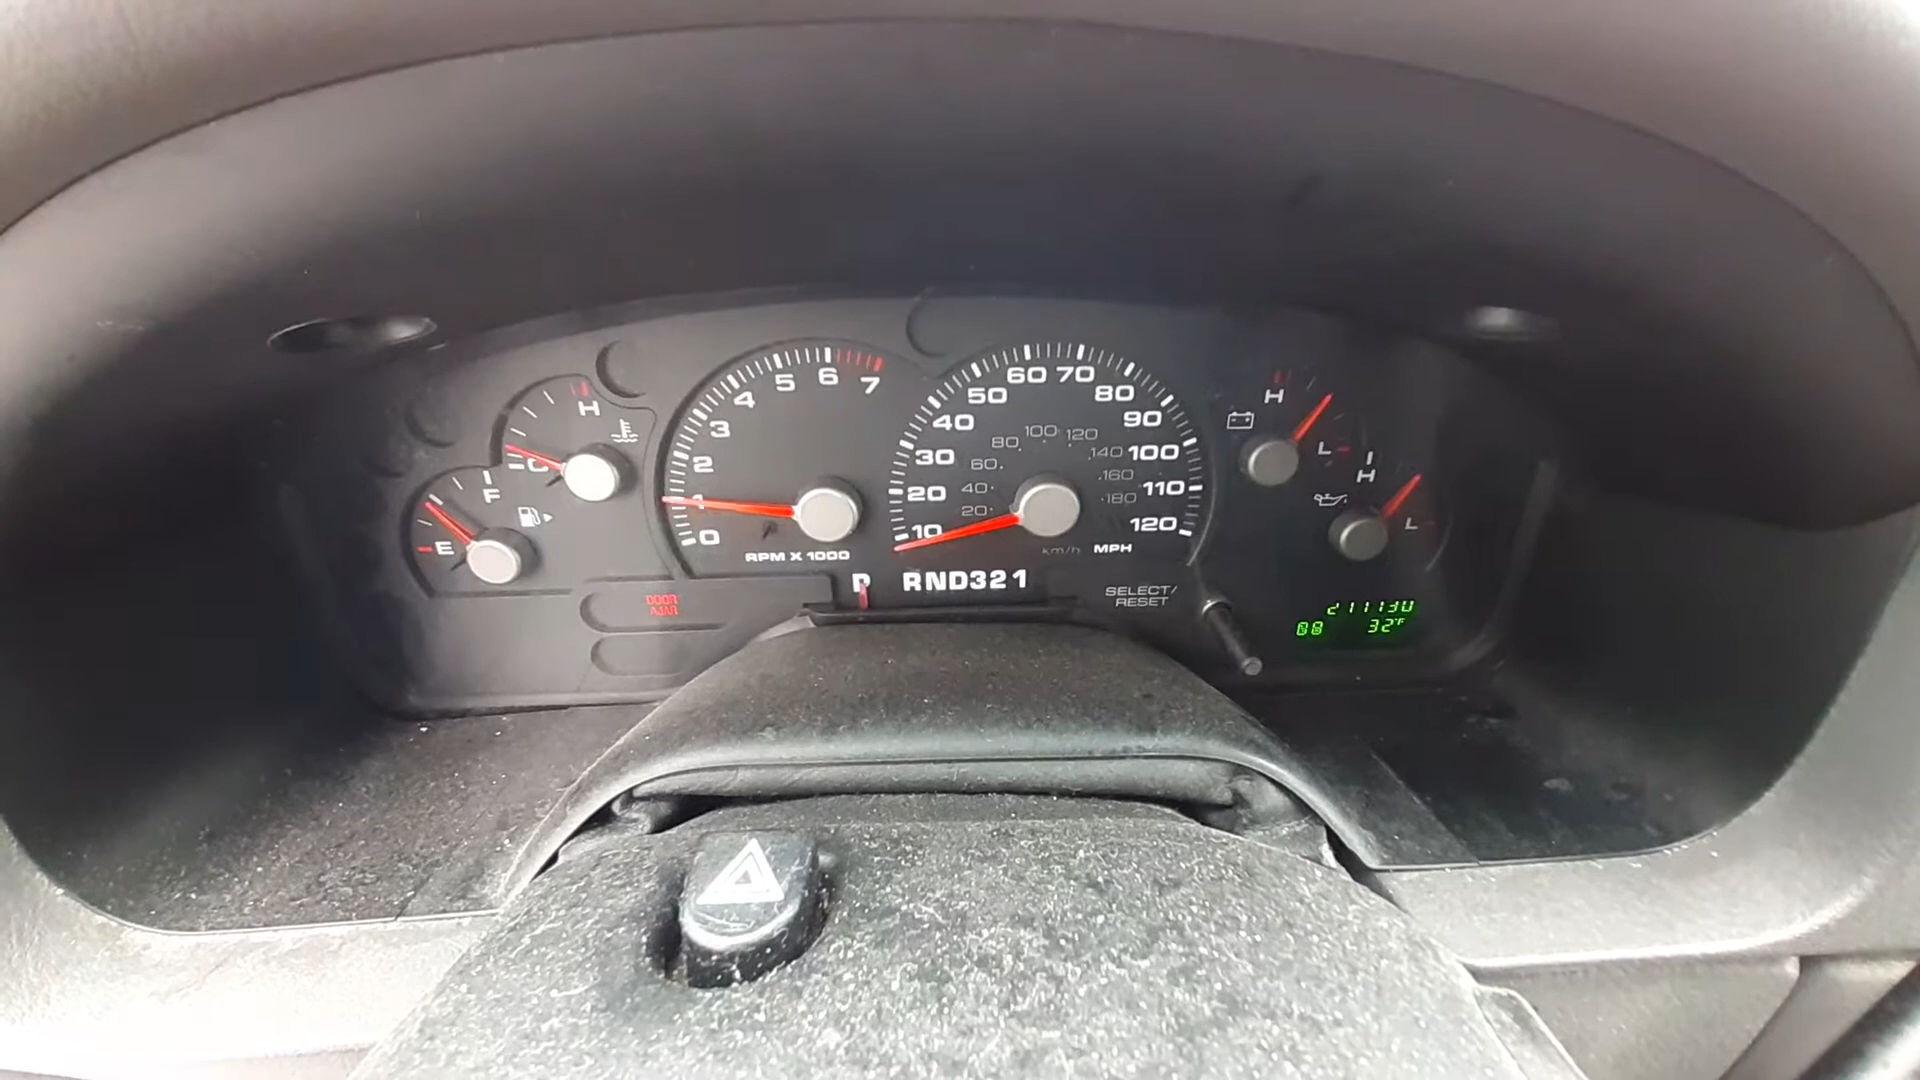 H
C
F
E
0 1 2 3 4 5 6 7
RPM X 1000
10 20 30 40 50 60 70 80 90 100 110 120
20 40 60 80 100 120 140 160 180
km/h MPH
P RND321
DOOR
AJAR
SELECT/
RESET
H
L
H
L
211130
32°F